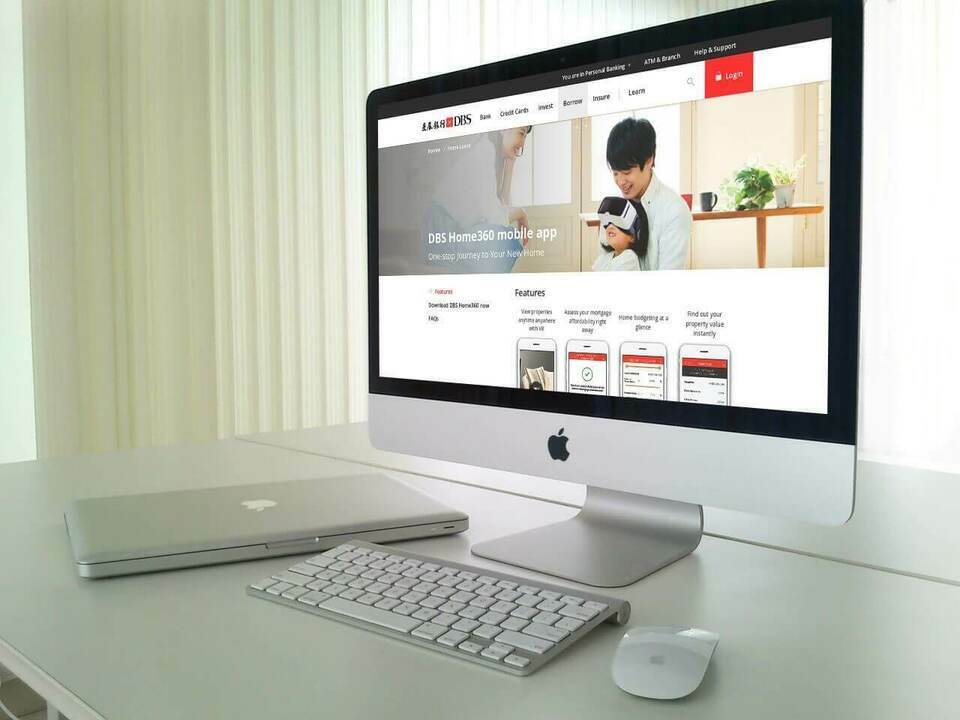 You are in Personal Banking
ATM & Branch
Help & Support
星展銀行 DBS
Bank
Credit Cards
Invest
Borrow
Insure
Learn
Login
Home / Home Loans
DBS Home360 mobile app
One-stop Journey to Your New Home
Features
Download DBS Home360 now
FAQs
Features
View properties
anytime anywhere
with VR
Assess your mortgage
affordability right
away
Home budgeting at a
glance
Find out your
property value
instantly